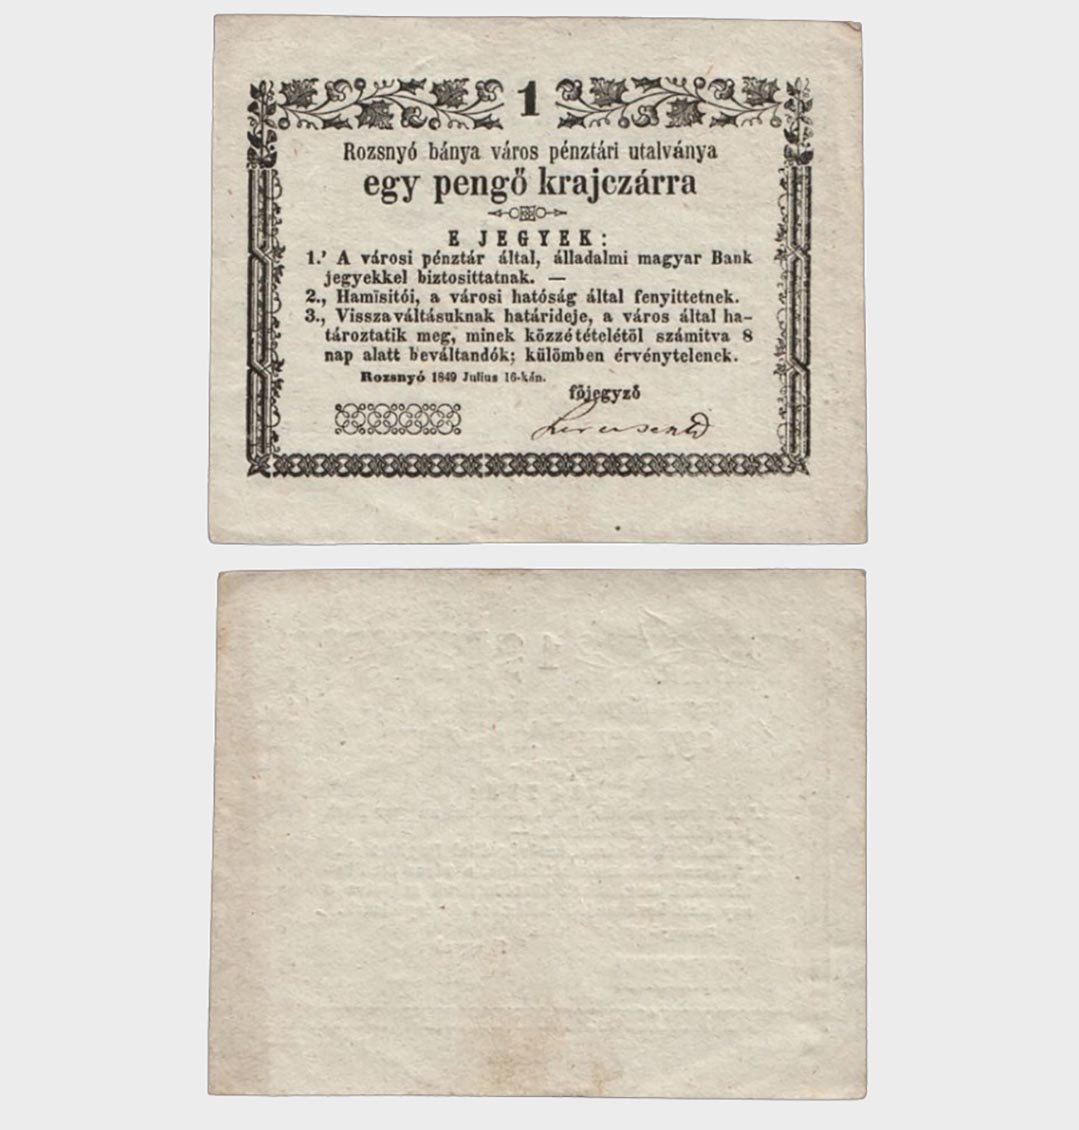 1
Rozsnyó bánya város pénztári utalványa
egy pengő krajczárra
E JEGYEK:
1.' A városi pénztár által, álladalmi magyar Bank
jegyekkel biztosittatnak. —
2., Hamisitói, a városi hatóság által fenyittetnek.
3., Visszaváltásuknak határideje, a város által ha-
tároztatik meg, minek közzétételétöl számitva 8
nap alatt beváltandók; külömben érvénytelenek.
Rozsnyó 1849 Julius 16-kán.
főjegyző